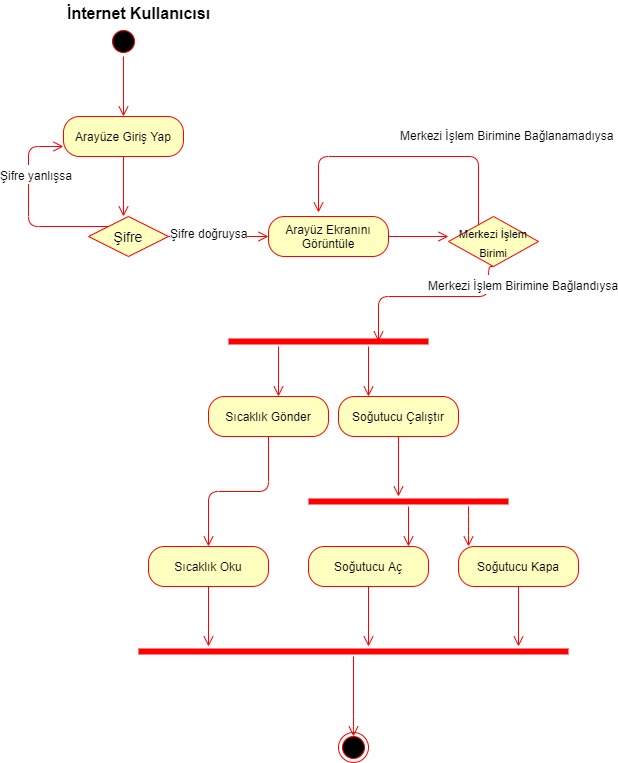 İnternet Kullanıcısı
Arayüze Giriş Yap
Merkezi İşlem Birimine Bağlanamadıysa
Şifre yanlışsa
Şifre
Şifre doğruysa
Arayüz Ekranını
Görüntüle
Merkezi İşlem
Birimi
Merkezi İşlem Birimine Bağlandıysa
Sıcaklık Gönder
Soğutucu Çalıştır
Sıcaklık Oku
Soğutucu Aç
Soğutucu Kapa